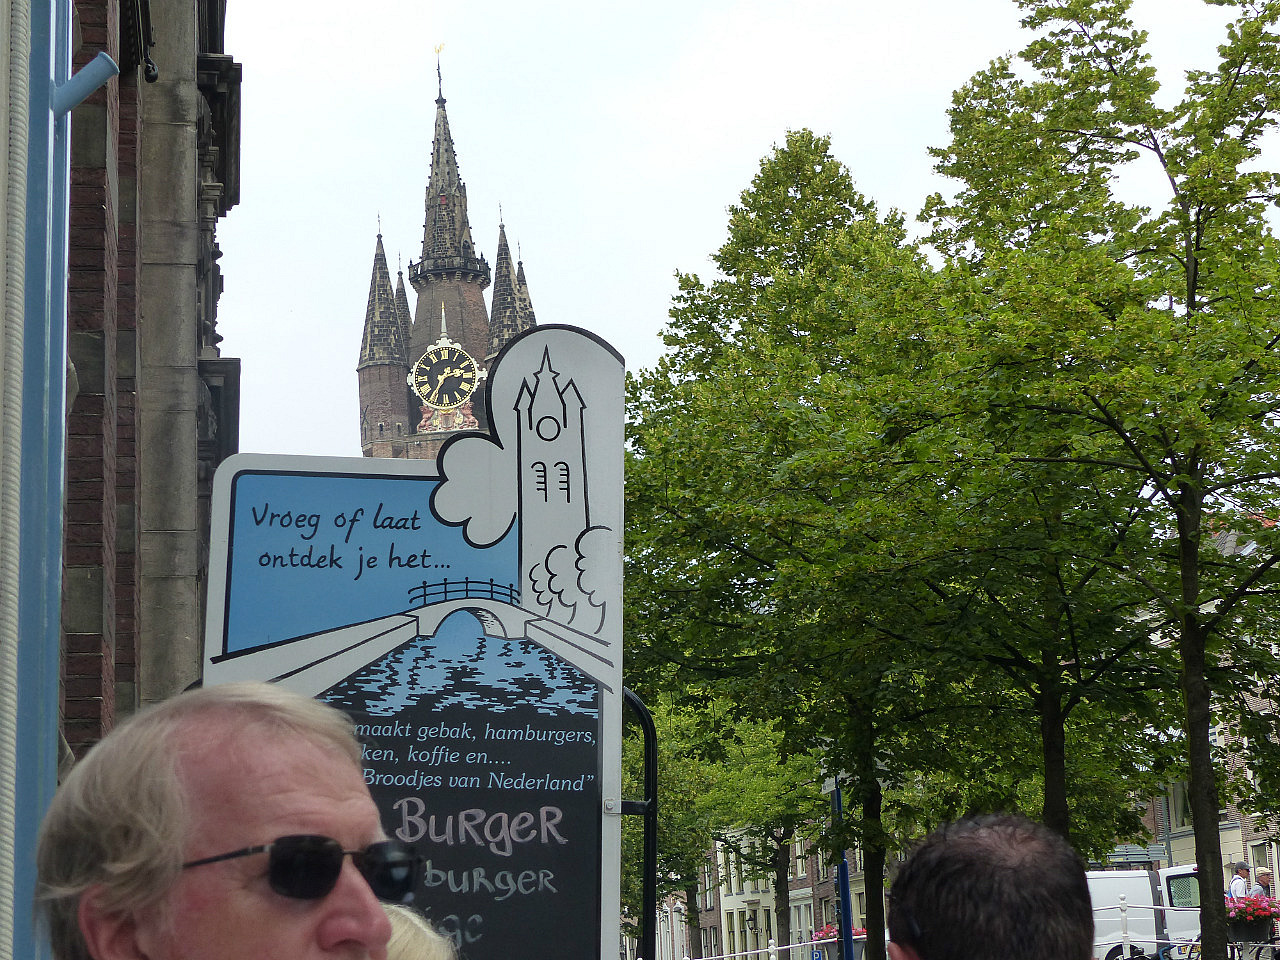 Vroeg of laat
ontdek je het...
maakt gebak, hamburgers,
ken, koffie en....
Broodjes van Nederland”
BURGER
burger